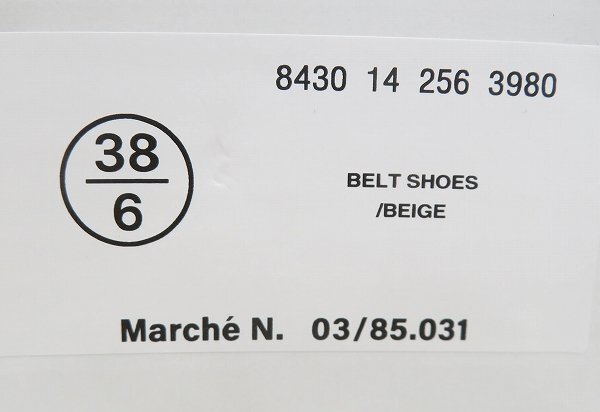 8430 14 256 3980
38
6
BELT SHOES
/BEIGE
Marché N. 03/85.031